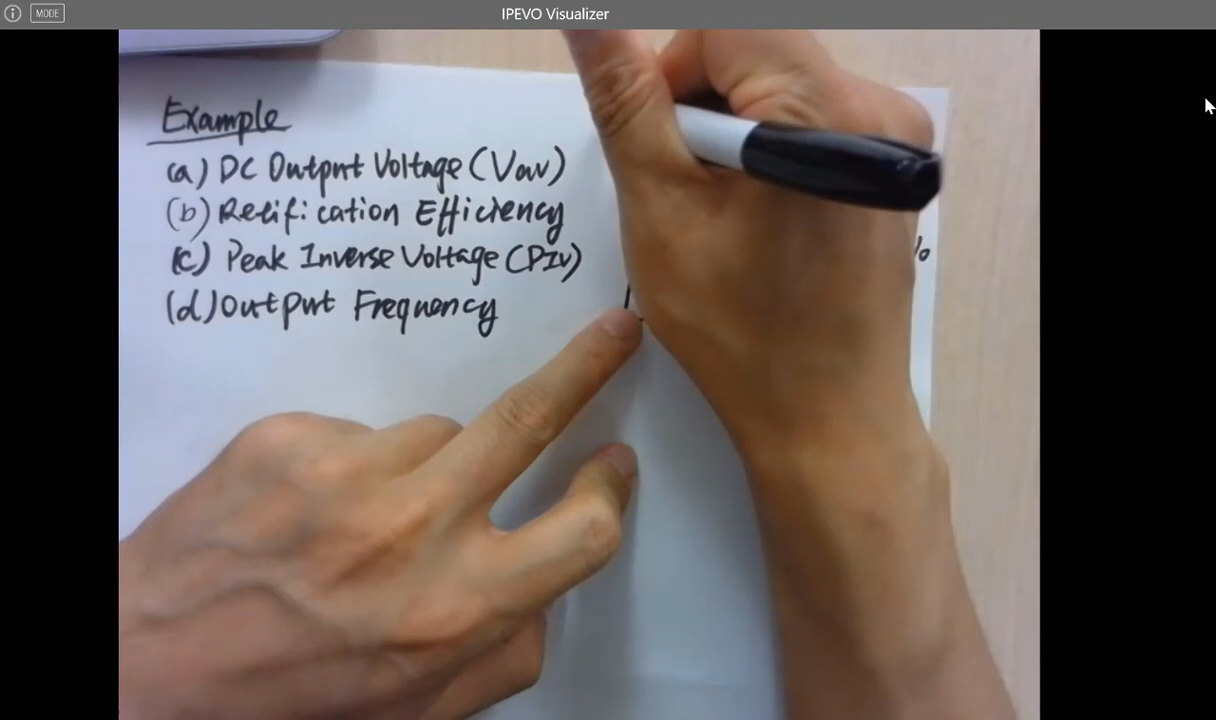 IPEVO Visualizer
MODE
Example
(a) DC Output Voltage (Vav)
(b) Retification Efficiency
(c) Peak Inverse Voltage (PIV)
(d) Output Frequency
%